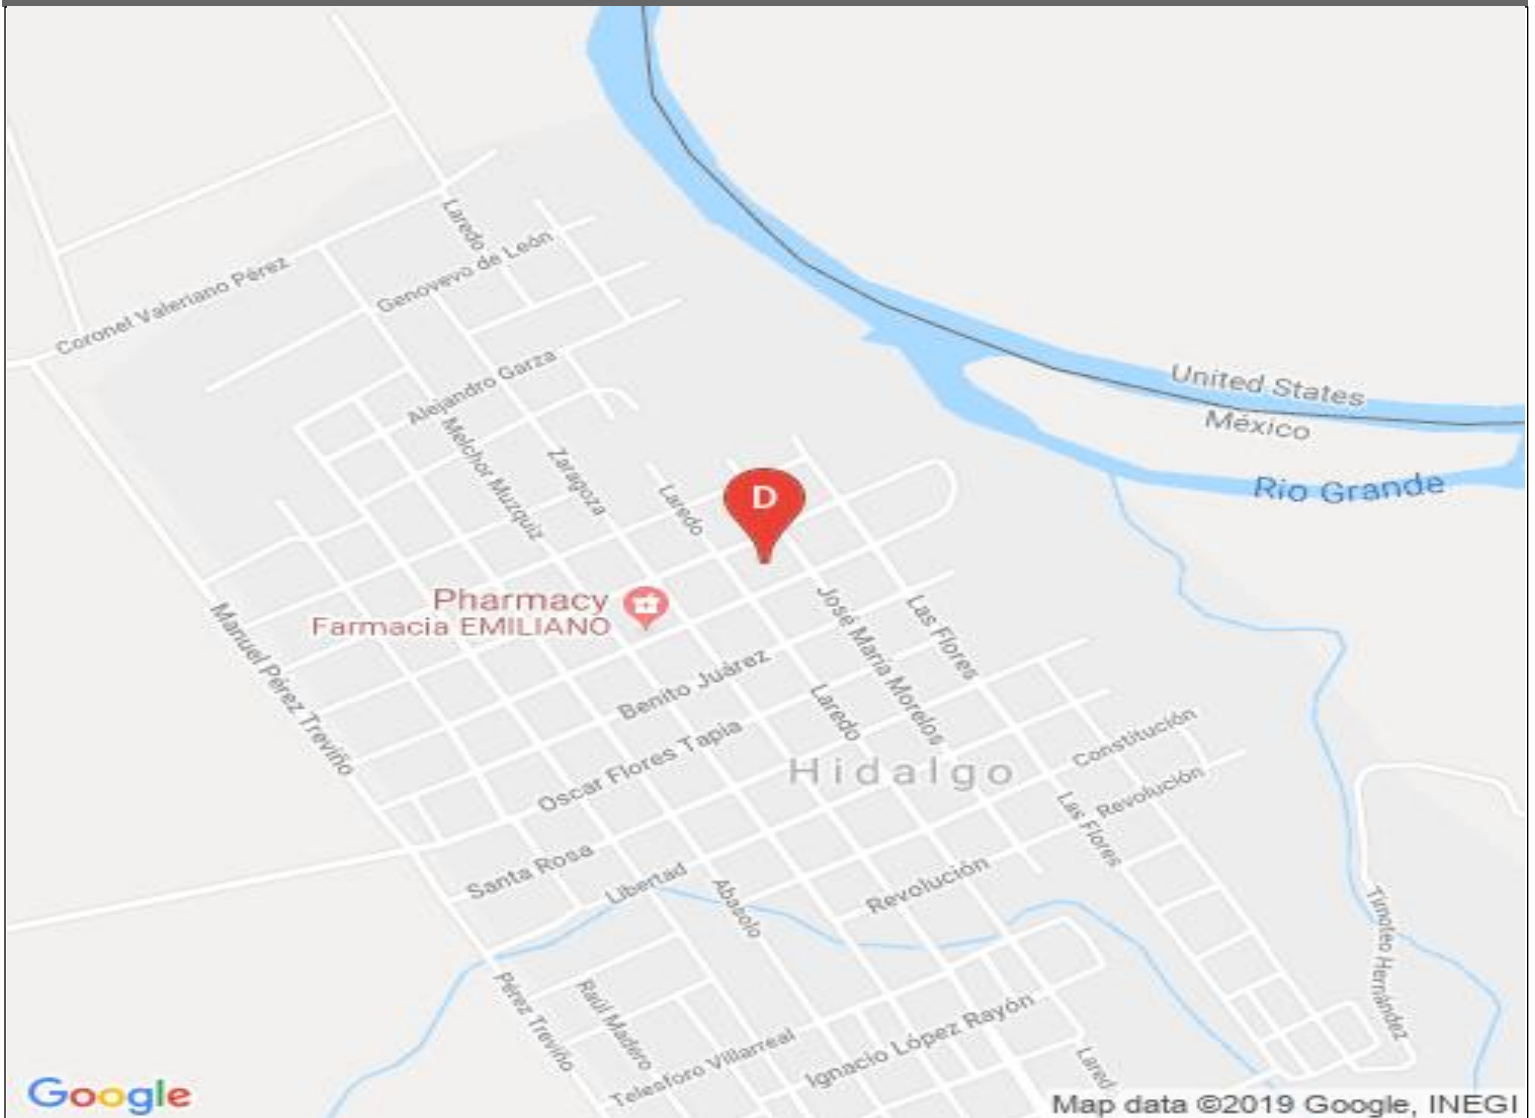 Laredo
Genovevo de León
Coronel Valeriano Pérez
United States
México
Alejandro Garza
Melchor Muzquiz
Zaragoza
Laredo
D
Rio Grande
Pharmacy
Farmacia EMILIANO
Manuel Pérez Treviño
José María Morelos
Las Flores
Benito Juárez
Laredo
Oscar Flores Tapia
Hidalgo
Constitución
Revolución
Las Flores
Santa Rosa
Libertad
Abasolo
Revolución
Timoteo Hernández
Pérez Treviño
Raúl Madero
Telesforo Villarreal
Ignacio López Rayón
Lared
Google
Map data ©2019 Google, INEGI